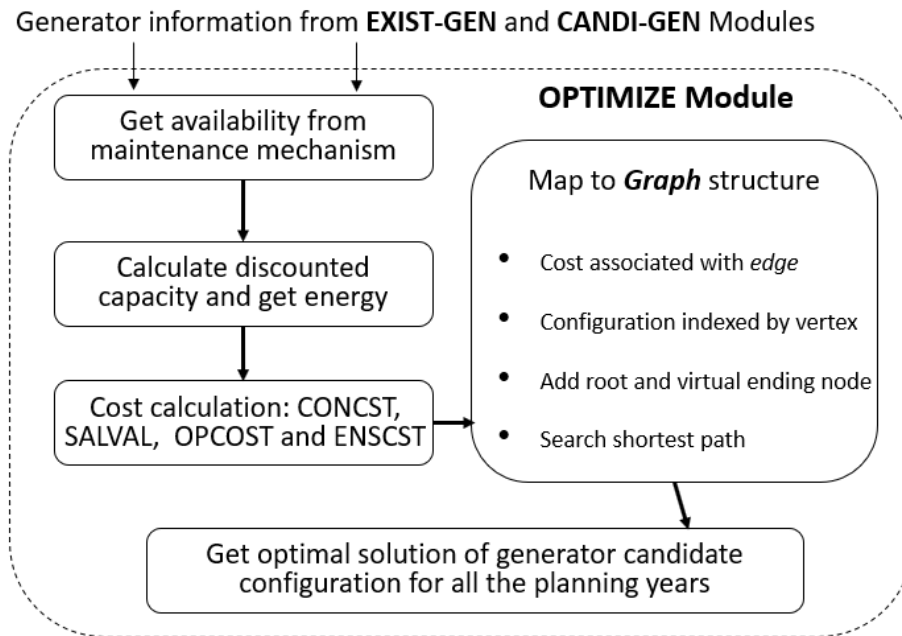 Generator information from EXIST-GEN and CANDI-GEN Modules
OPTIMIZE Module
Get availability from
maintenance mechanism
Calculate discounted
capacity and get energy
Cost calculation: CONCST,
SALVAL, OPCOST and ENSCST
Map to Graph structure
• Cost associated with edge
• Configuration indexed by vertex
• Add root and virtual ending node
• Search shortest path
Get optimal solution of generator candidate
configuration for all the planning years